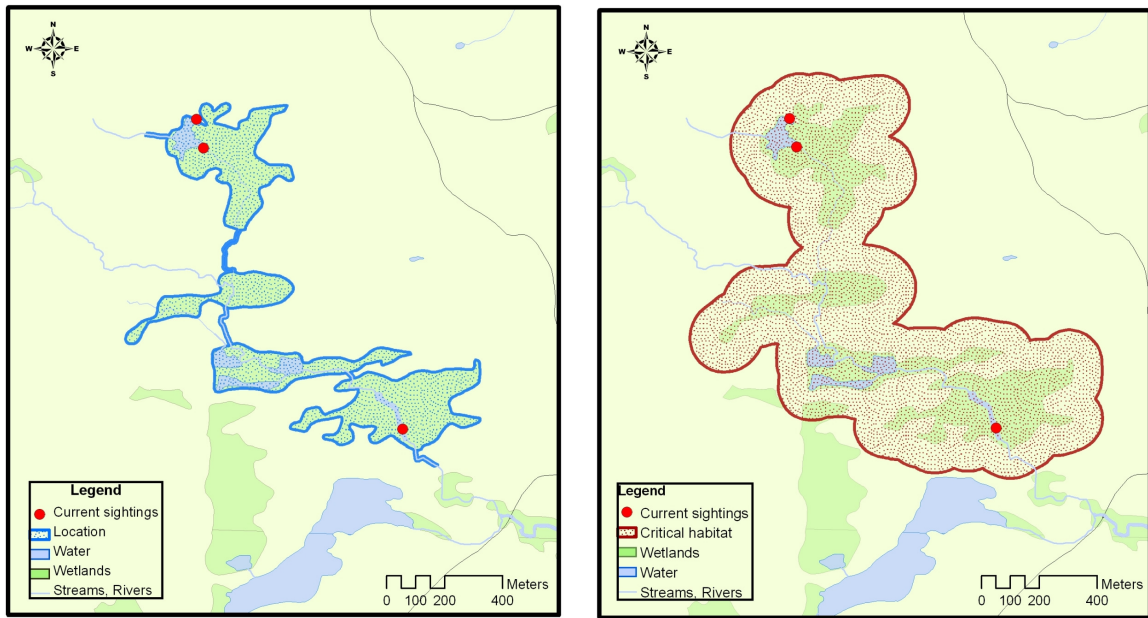 N
W E
S
Legend
Current sightings
Location
Water
Wetlands
Streams, Rivers
Meters
0 100 200 400
N
W E
S
Legend
Current sightings
Critical habitat
Wetlands
Water
Streams, Rivers
Meters
0 100 200 400